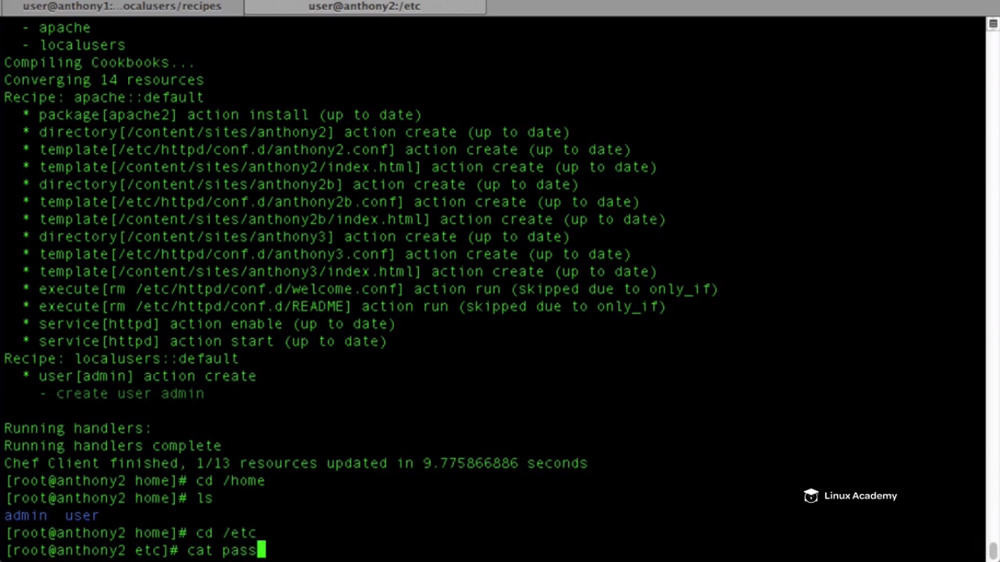 user@anthony1:...ocalusers/recipes
user@anthony2:/etc
- apache
- localusers
Compiling Cookbooks...
Converging 14 resources
Recipe: apache::default
* package[apache2] action install (up to date)
* directory[/content/sites/anthony2] action create (up to date)
* template[/etc/httpd/conf.d/anthony2.conf] action create (up to date)
* template[/content/sites/anthony2/index.html] action create (up to date)
* directory[/content/sites/anthony2b] action create (up to date)
* template[/etc/httpd/conf.d/anthony2b.conf] action create (up to date)
* template[/content/sites/anthony2b/index.html] action create (up to date)
* directory[/content/sites/anthony3] action create (up to date)
* template[/etc/httpd/conf.d/anthony3.conf] action create (up to date)
* template[/content/sites/anthony3/index.html] action create (up to date)
* execute[rm /etc/httpd/conf.d/welcome.conf] action run (skipped due to only_if)
* execute[rm /etc/httpd/conf.d/README] action run (skipped due to only_if)
* service[httpd] action enable (up to date)
* service[httpd] action start (up to date)
Recipe: localusers::default
* user[admin] action create
- create user admin
Running handlers:
Running handlers complete
Chef Client finished, 1/13 resources updated in 9.775866886 seconds
[root@anthony2 home]# cd /home
[root@anthony2 home]# ls
Linux Academy
admin user
[root@anthony2 home]# cd /etc
[root@anthony2 etc]# cat pass